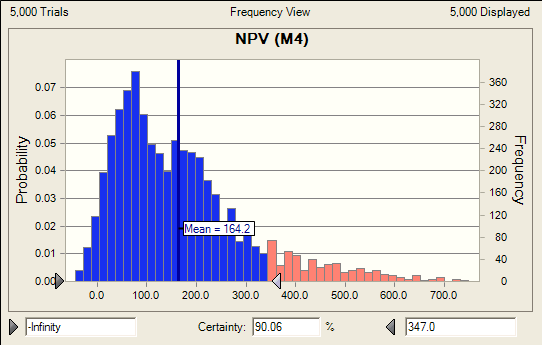 5,000 Trials Frequency View 5,000 Displayed
NPV (M4)
0.07
0.06
0.05
0.04
0.03
0.02
0.01
0.00
Probability
Mean = 164.2
360
320
280
240
200
160
120
80
40
0
Frequency
0.0 100.0 200.0 300.0 400.0 500.0 600.0 700.0
-Infinity Certainty: 90.06 % 347.0